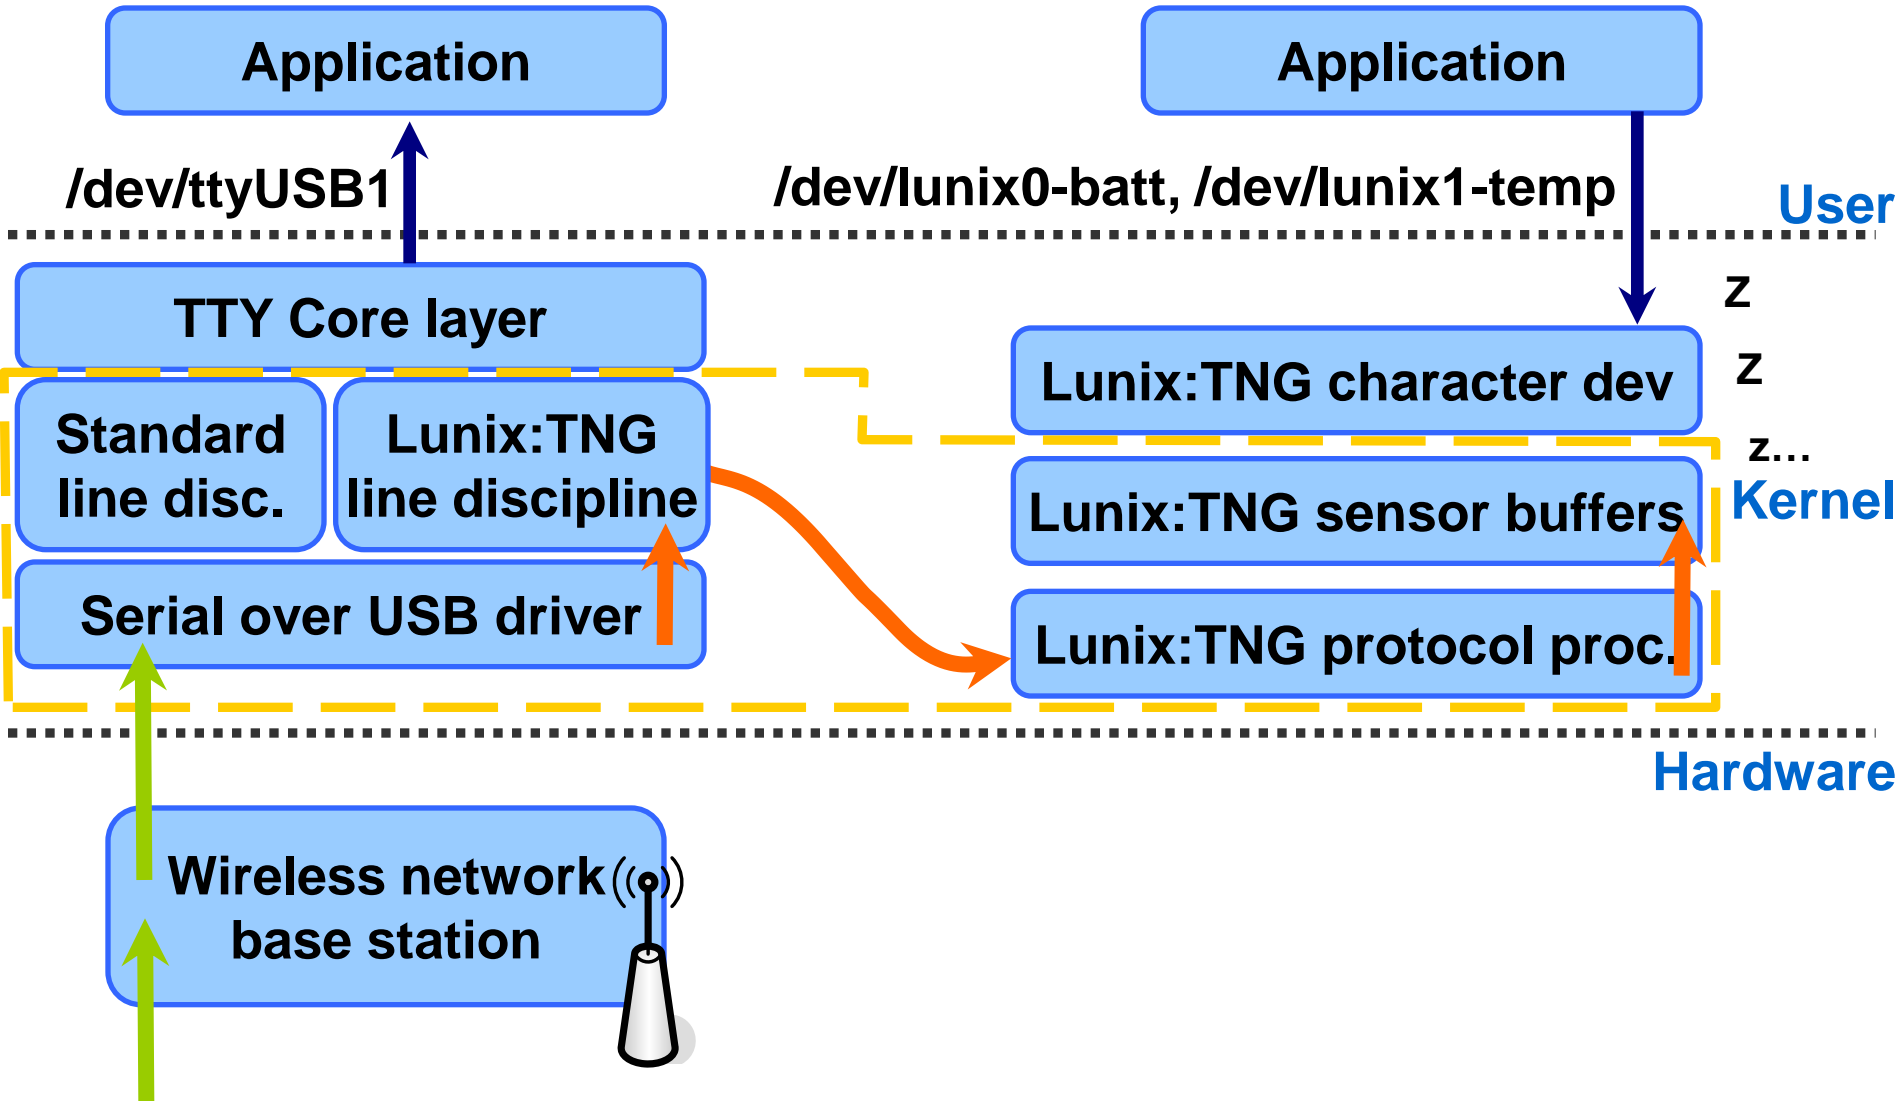 Application
Application
/dev/ttyUSB1
/dev/lunix0-batt, /dev/lunix1-temp
User
TTY Core layer
z
Lunix:TNG character dev
z
Standard
line disc.
Lunix:TNG
line discipline
z...
Lunix:TNG sensor buffers
Kernel
Serial over USB driver
Lunix:TNG protocol proc.
Hardware
Wireless network
base station